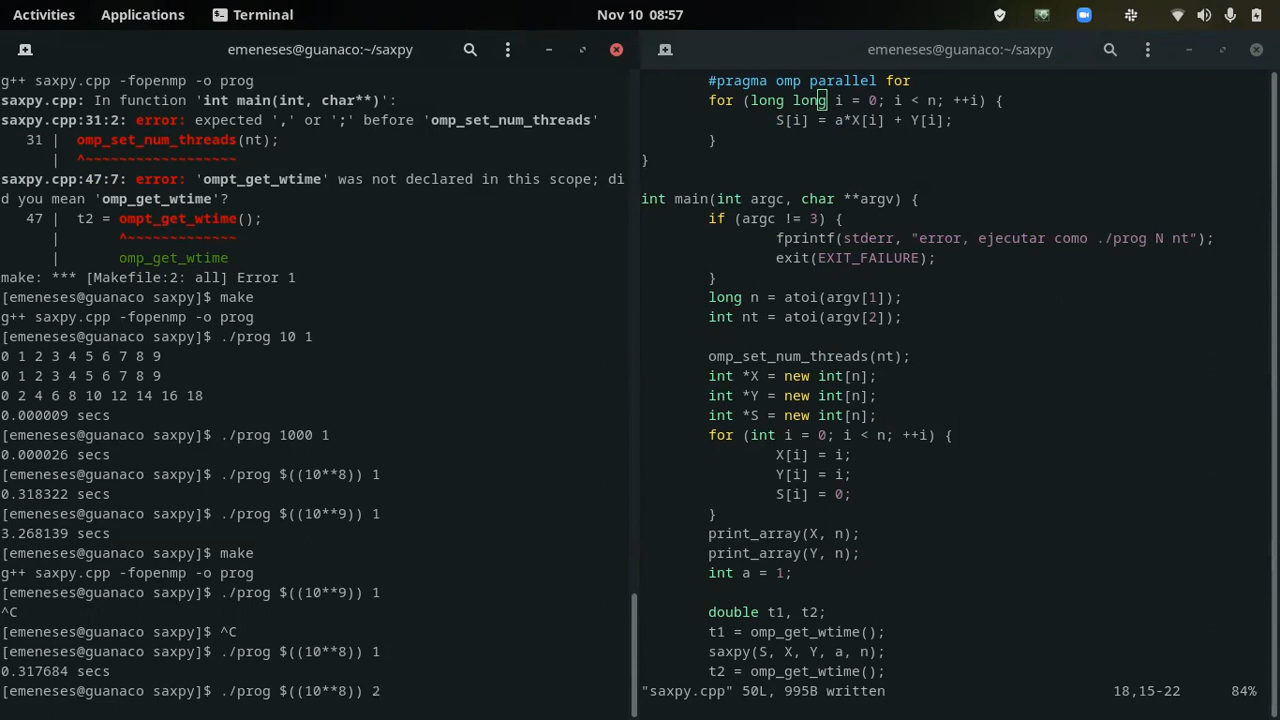 Activities Applications Terminal Nov 10 08:57
emeneses@guanaco:~/saxpy
g++ saxpy.cpp -fopenmp -o prog
saxpy.cpp: In function 'int main(int, char**)':
saxpy.cpp:31:2: error: expected ',' or ';' before 'omp_set_num_threads'
31 | omp_set_num_threads(nt);
| ^~~~~~~~~~~~~~~~~~~
saxpy.cpp:47:7: error: 'ompt_get_wtime' was not declared in this scope; di
d you mean 'omp_get_wtime'?
47 | t2 = ompt_get_wtime();
| ^~~~~~~~~~~~~~
| omp_get_wtime
make: *** [Makefile:2: all] Error 1
[emeneses@guanaco saxpy]$ make
g++ saxpy.cpp -fopenmp -o prog
[emeneses@guanaco saxpy]$ ./prog 10 1
0 1 2 3 4 5 6 7 8 9
0 1 2 3 4 5 6 7 8 9
0 2 4 6 8 10 12 14 16 18
0.000009 secs
[emeneses@guanaco saxpy]$ ./prog 1000 1
0.000026 secs
[emeneses@guanaco saxpy]$ ./prog $((10**8)) 1
0.318322 secs
[emeneses@guanaco saxpy]$ ./prog $((10**9)) 1
3.268139 secs
[emeneses@guanaco saxpy]$ make
g++ saxpy.cpp -fopenmp -o prog
[emeneses@guanaco saxpy]$ ./prog $((10**9)) 1
^C
[emeneses@guanaco saxpy]$ ^C
[emeneses@guanaco saxpy]$ ./prog $((10**8)) 1
0.317684 secs
[emeneses@guanaco saxpy]$ ./prog $((10**8)) 2
emeneses@guanaco:~/saxpy
#pragma omp parallel for
for (long long i = 0; i < n; ++i) {
S[i] = a*X[i] + Y[i];
}
}
int main(int argc, char **argv) {
if (argc != 3) {
fprintf(stderr, "error, ejecutar como ./prog N nt");
exit(EXIT_FAILURE);
}
long n = atoi(argv[1]);
int nt = atoi(argv[2]);
omp_set_num_threads(nt);
int *X = new int[n];
int *Y = new int[n];
int *S = new int[n];
for (int i = 0; i < n; ++i) {
X[i] = i;
Y[i] = i;
S[i] = 0;
}
print_array(X, n);
print_array(Y, n);
int a = 1;
double t1, t2;
t1 = omp_get_wtime();
saxpy(S, X, Y, a, n);
t2 = omp_get_wtime();
"saxpy.cpp" 50L, 995B written 18,15-22 84%